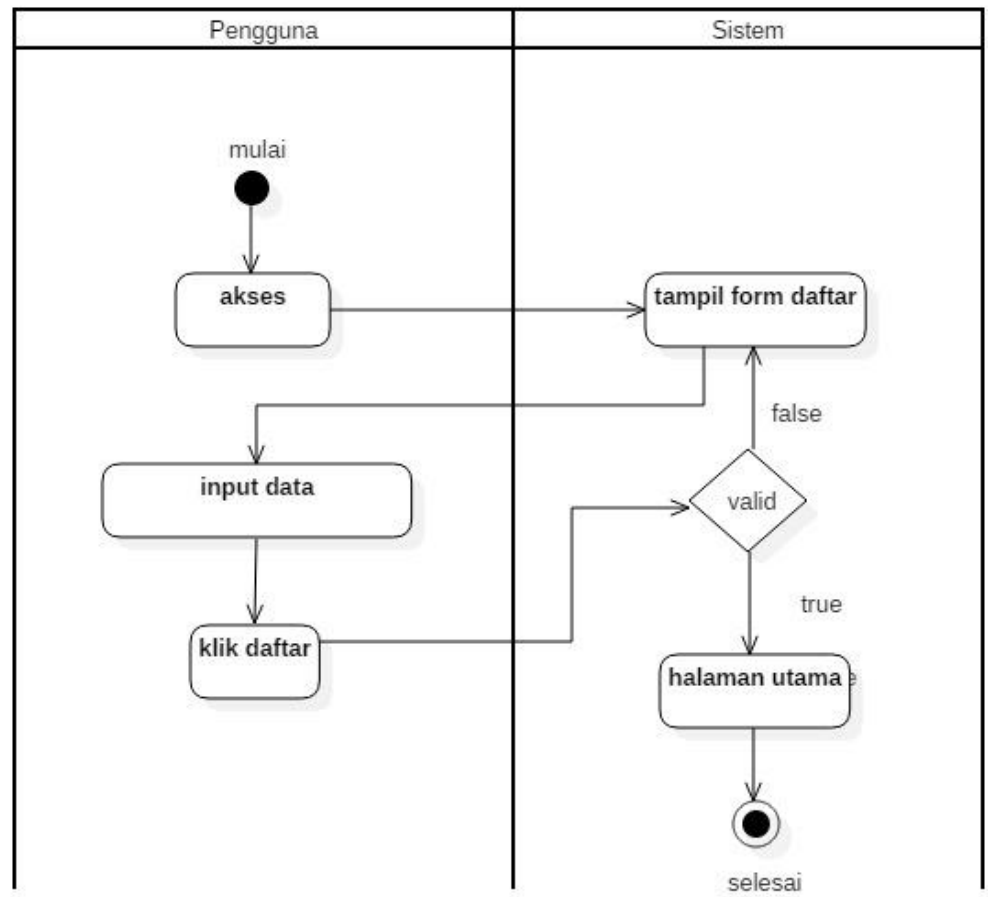 Pengguna
Sistem
mulai
akses
tampil form daftar
false
input data
valid
true
klik daftar
halaman utama
selesai